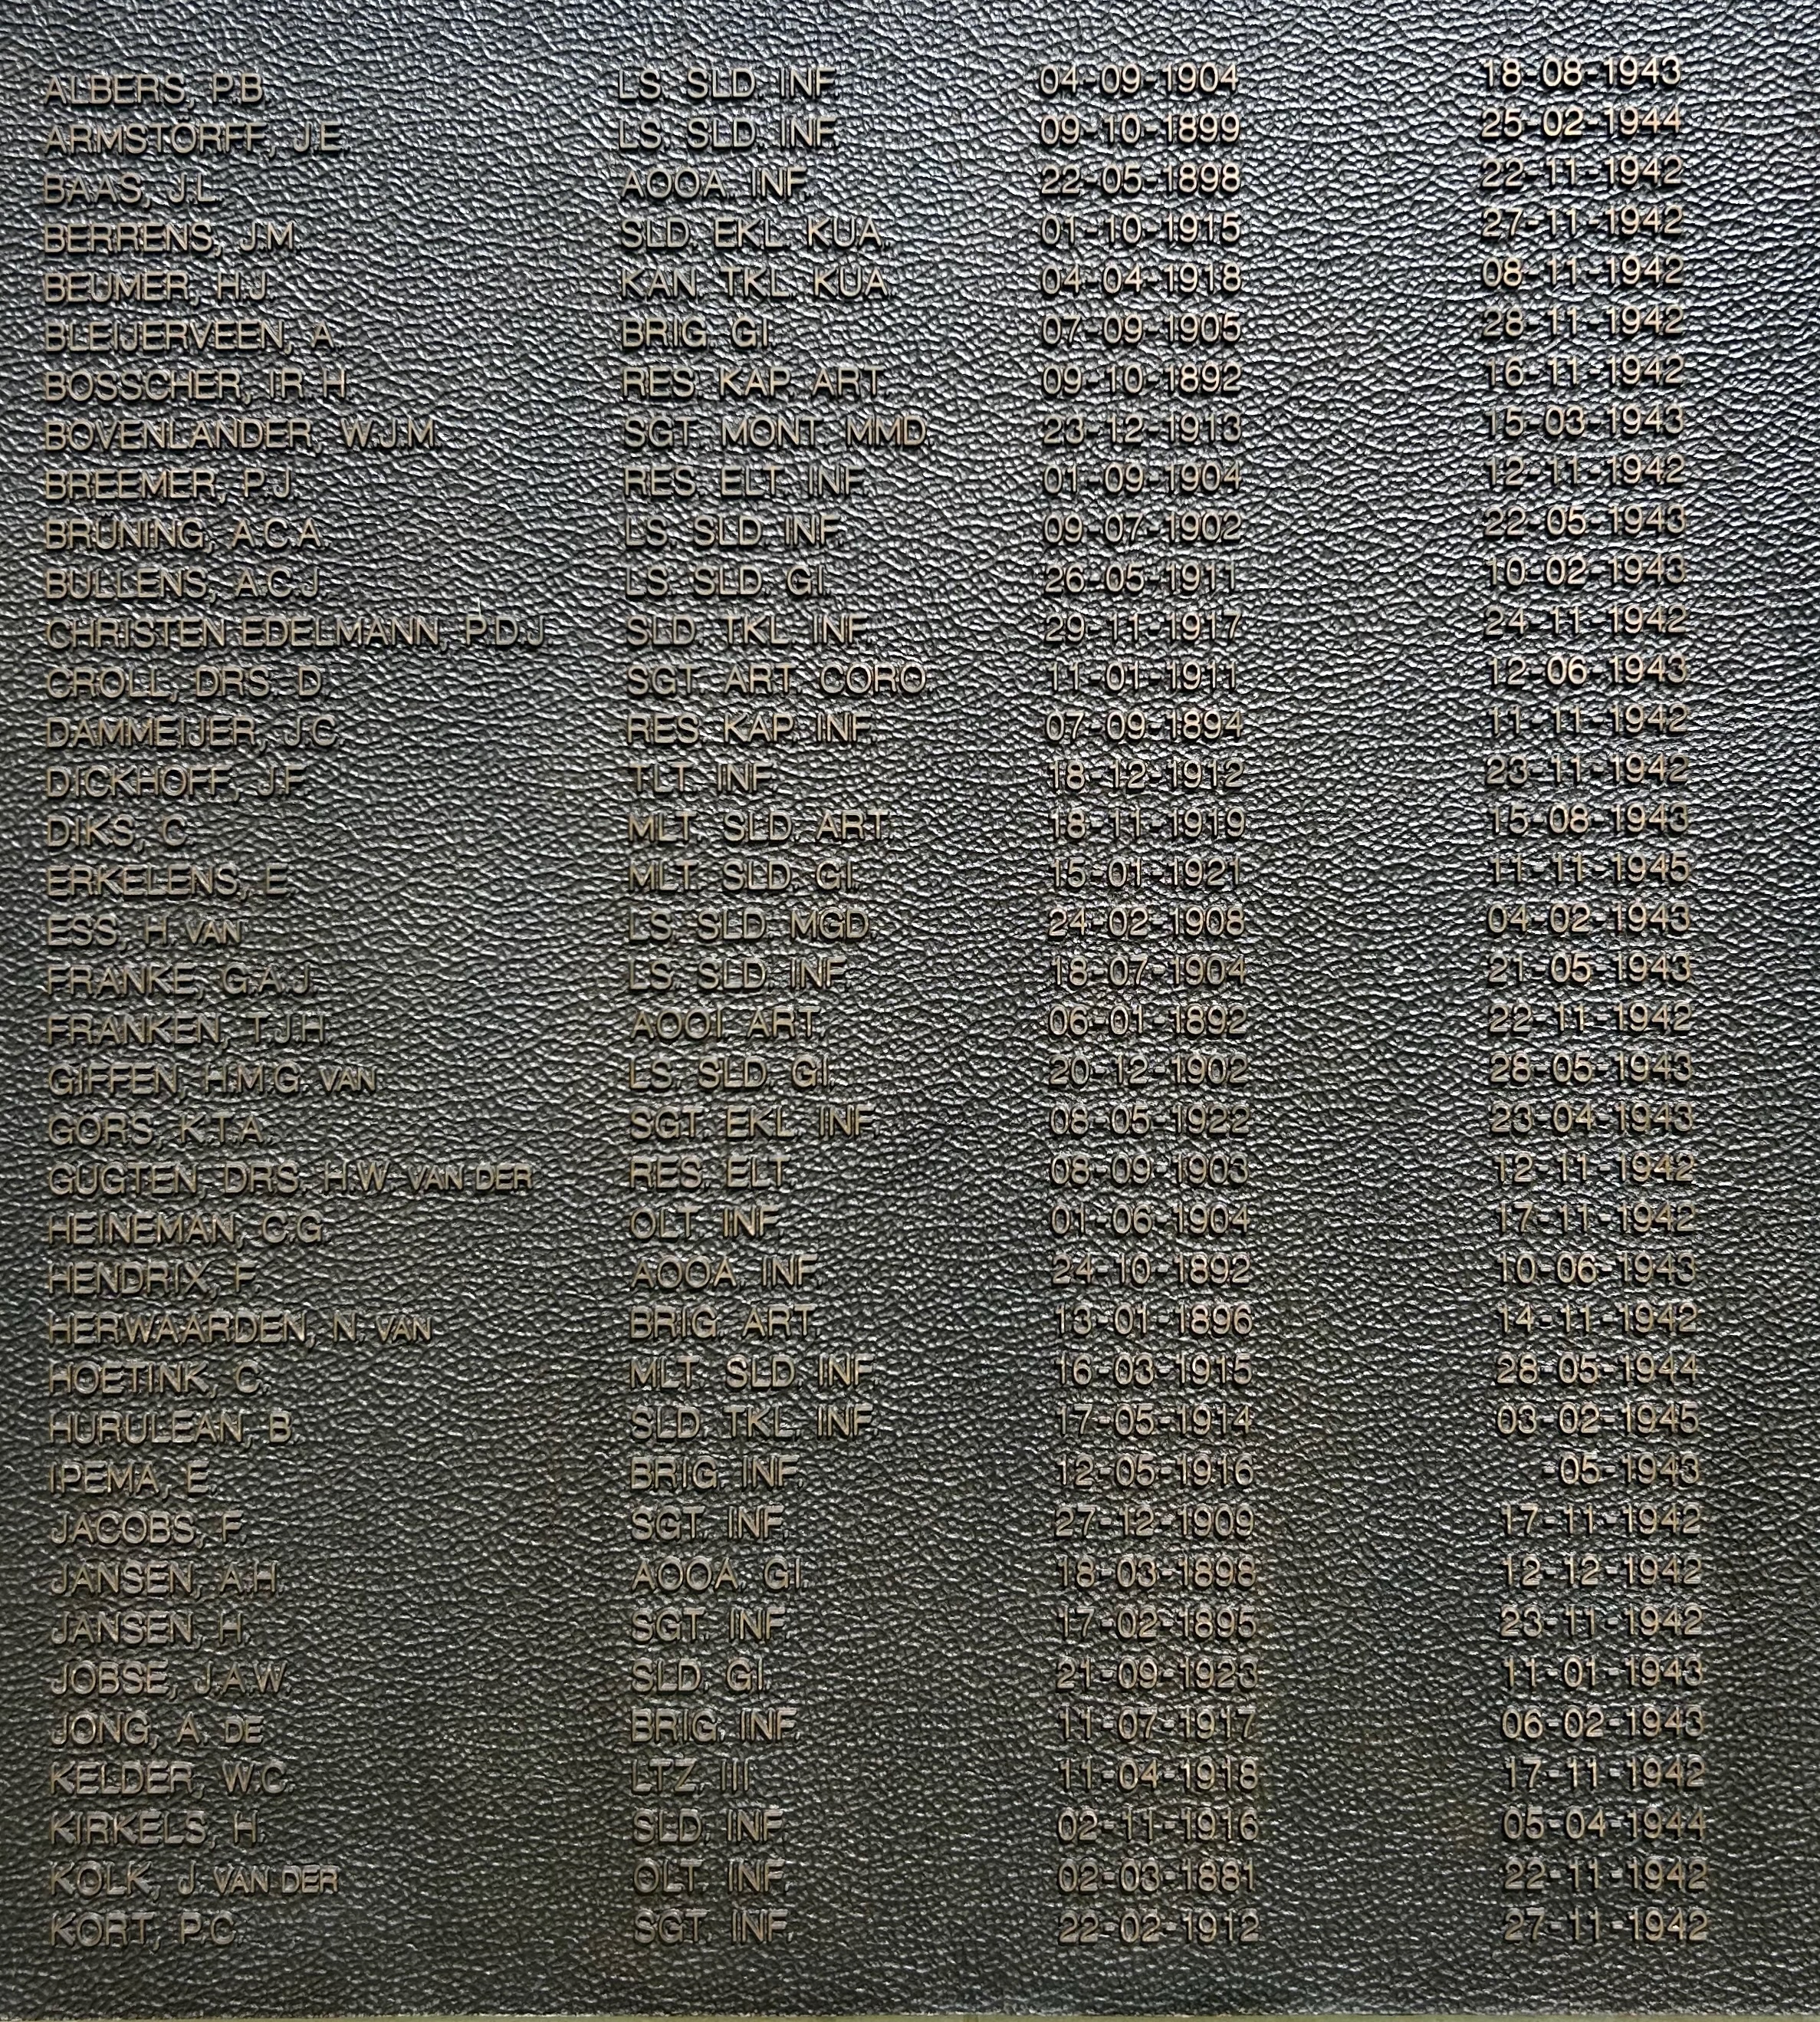 ALBERS, P.B. LS. SLD. INF. 04-09-1904 18-08-1943
ARMSTÖRFF, J.E. LS. SLD. INF. 09-10-1899 25-02-1944
BAAS, J.L. AOOA. INF. 22-05-1898 22-11-1942
BERRENS, J.M. SLD. EKL. KUA. 01-10-1915 27-11-1942
BEUMER, H.J. KAN. TKL. KUA. 04-04-1918 08-11-1942
BLEIJERVEEN, A. BRIG. GI. 07-09-1905 28-11-1942
BOSSCHER, IR. H. RES. KAP. ART. 09-10-1892 16-11-1942
BOVENLANDER, W.J.M. SGT. MONT. MMD. 23-12-1913 15-03-1943
BREEMER, P.J. RES. ELT. INF. 01-09-1904 12-11-1942
BRÜNING, A.C.A. LS. SLD. INF. 09-07-1902 22-05-1943
BULLENS, A.C.J. LS. SLD. GI. 26-05-1911 10-02-1943
CHRISTEN EDELMANN, P.D.J. SLD. TKL. INF. 29-11-1917 24-11-1942
CROLL, DRS. D. SGT. ART. CORO. 11-01-1911 12-06-1943
DAMMEIJER, J.C. RES. KAP. INF. 07-09-1894 11-11-1942
DICKHOFF, J.F. TLT. INF. 18-12-1912 23-11-1942
DIKS, C. MLT. SLD. ART. 18-11-1919 15-08-1943
ERKELENS, E. MLT. SLD. GI. 15-01-1921 11-11-1945
ESS, H. VAN LS. SLD. MGD. 24-02-1908 04-02-1943
FRANKE, G.A.J. LS. SLD. INF. 18-07-1904 21-05-1943
FRANKEN, T.J.H. AOOI. ART. 06-01-1892 22-11-1942
GIFFEN, H.M.G. VAN LS. SLD. GI. 20-12-1902 28-05-1943
GÖRS, K.T.A. SGT. EKL. INF. 08-05-1922 23-04-1943
GUGTEN, DRS. H.W. VAN DER RES. ELT. 08-09-1903 12-11-1942
HEINEMAN, C.G. OLT. INF. 01-06-1904 17-11-1942
HENDRIX, F. AOOA. INF. 24-10-1892 10-06-1943
HERWAARDEN, N. VAN BRIG. ART. 13-01-1896 14-11-1942
HOETINK, C. MLT. SLD. INF. 16-03-1915 28-05-1944
HURULEAN, B. SLD. TKL. INF. 17-05-1914 03-02-1945
IPEMA, E. BRIG. INF. 12-05-1916 -05-1943
JACOBS, F. SGT. INF. 27-12-1909 17-11-1942
JANSEN, A.H. AOOA. GI. 18-03-1898 12-12-1942
JANSEN, H. SGT. INF. 17-02-1895 23-11-1942
JOBSE, J.A.W. SLD. GI. 21-09-1923 11-01-1943
JONG, A. DE BRIG. INF. 11-07-1917 06-02-1943
KELDER, W.C. LTZ. III 11-04-1918 17-11-1942
KIRKELS, H. SLD. INF. 02-11-1916 05-04-1944
KOLK, J. VAN DER OLT. INF. 02-03-1881 22-11-1942
KORT, P.C. SGT. INF. 22-02-1912 27-11-1942